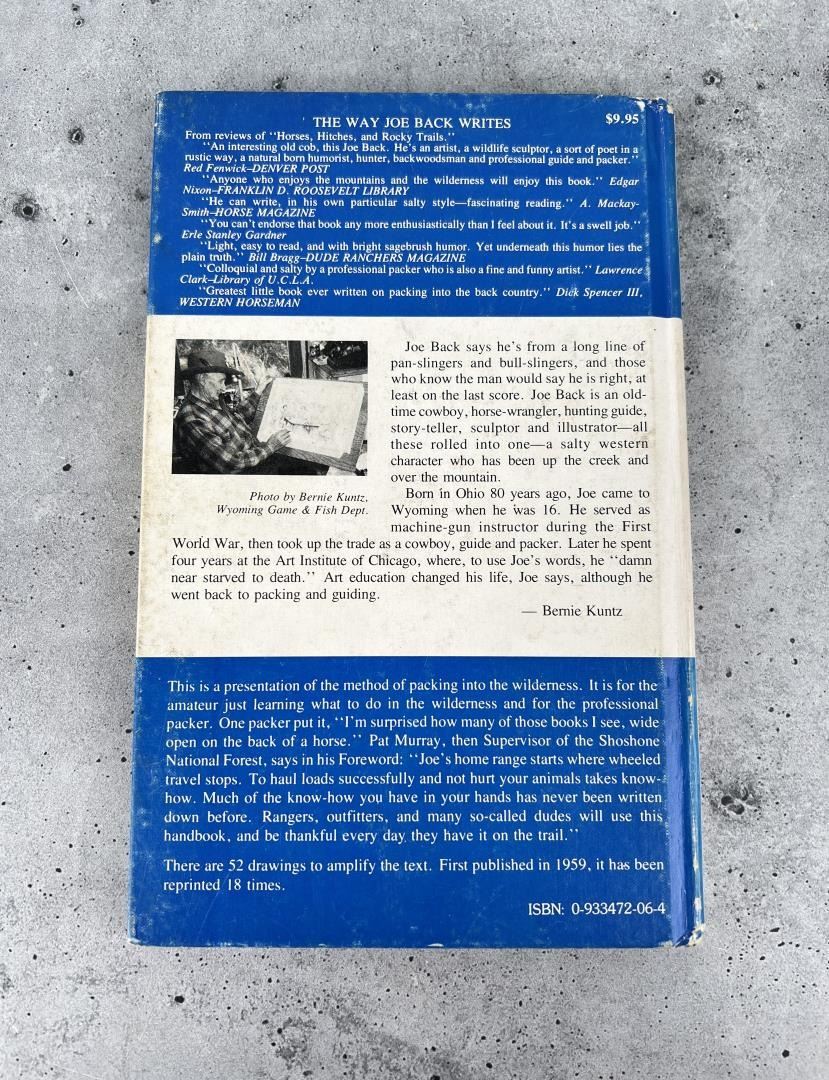 THE WAY JOE BACK WRITES
$9.95
From reviews of "Horses, Hitches, and Rocky Trails."
"An interesting old cob, this Joe Back. He's an artist, a wildlife sculptor, a sort of poet in a
rustic way, a natural born humorist, hunter, backwoodsman and professional guide and packer."
Red Fenwick–DENVER POST
"Anyone who enjoys the mountains and the wilderness will enjoy this book." Edgar
Nixon–FRANKLIN D. ROOSEVELT LIBRARY
"He can write, in his own particular salty style—fascinating reading." A. Mackay-
Smith–HORSE MAGAZINE
"You can't endorse that book any more enthusiastically than I feel about it. It's a swell job."
Erle Stanley Gardner
"Light, easy to read, and with bright sagebrush humor. Yet underneath this humor lies the
plain truth." Bill Bragg–DUDE RANCHERS MAGAZINE
"Colloquial and salty by a professional packer who is also a fine and funny artist." Lawrence
Clark–Library of U.C.L.A.
"Greatest little book ever written on packing into the back country." Dick Spencer III,
WESTERN HORSEMAN
Joe Back says he's from a long line of
pan-slingers and bull-slingers, and those
who know the man would say he is right, at
least on the last score. Joe Back is an old-
time cowboy, horse-wrangler, hunting guide,
story-teller, sculptor and illustrator—all
these rolled into one—a salty western
character who has been up the creek and
over the mountain.
Photo by Bernie Kuntz,
Wyoming Game & Fish Dept.
Born in Ohio 80 years ago, Joe came to
Wyoming when he was 16. He served as
machine-gun instructor during the First
World War, then took up the trade as a cowboy, guide and packer. Later he spent
four years at the Art Institute of Chicago, where, to use Joe's words, he "damn
near starved to death." Art education changed his life, Joe says, although he
went back to packing and guiding.
— Bernie Kuntz
This is a presentation of the method of packing into the wilderness. It is for the
amateur just learning what to do in the wilderness and for the professional
packer. One packer put it, "I'm surprised how many of those books I see, wide
open on the back of a horse." Pat Murray, then Supervisor of the Shoshone
National Forest, says in his Foreword: "Joe's home range starts where wheeled
travel stops. To haul loads successfully and not hurt your animals takes know-
how. Much of the know-how you have in your hands has never been written
down before. Rangers, outfitters, and many so-called dudes will use this
handbook, and be thankful every day they have it on the trail."
There are 52 drawings to amplify the text. First published in 1959, it has been
reprinted 18 times.
ISBN: 0-933472-06-4